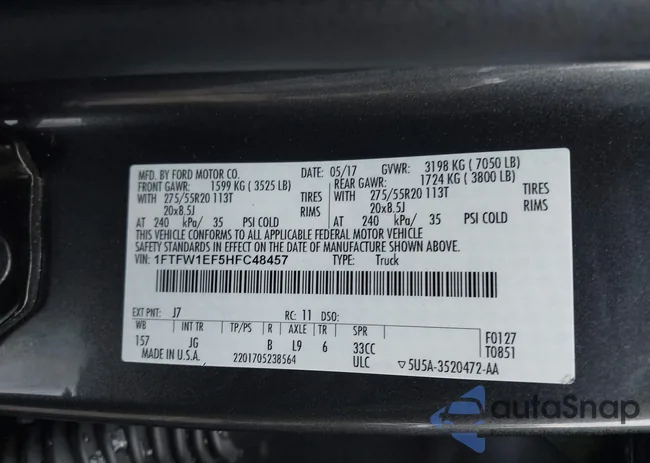 MFD. BY FORD MOTOR CO. DATE: 05/17 GVWR: 3198 KG ( 7050 LB)
FRONT GAWR: 1599 KG ( 3525 LB) REAR GAWR: 1724 KG ( 3800 LB)
WITH 275/55R20 113T TIRES WITH 275/55R20 113T TIRES
20x8.5J RIMS 20x8.5J RIMS
AT 240 kPa/ 35 PSI COLD AT 240 kPa/ 35 PSI COLD
THIS VEHICLE CONFORMS TO ALL APPLICABLE FEDERAL MOTOR VEHICLE
SAFETY STANDARDS IN EFFECT ON THE DATE OF MANUFACTURE SHOWN ABOVE.
VIN: 1FTFW1EF5HFC48457 TYPE: Truck
EXT PNT: J7 RC: 11 DSO:
WB INT TR TP/PS R AXLE TR SPR F0127
157 JG B L9 6 33CC T0851
MADE IN U.S.A. 2201705238564 ULC ▽5U5A-3520472-AA
autoSnap